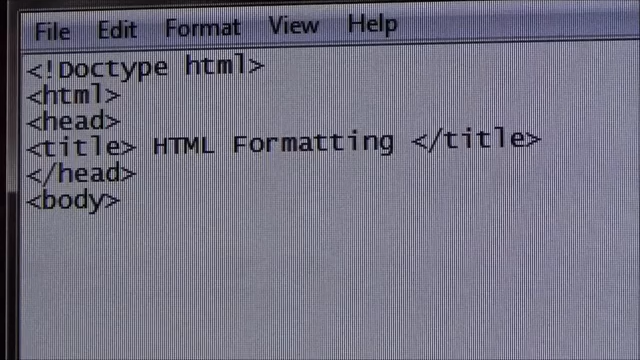 File Edit Format View Help
<!Doctype html>
<html>
<head>
<title> HTML Formatting </title>
</head>
<body>